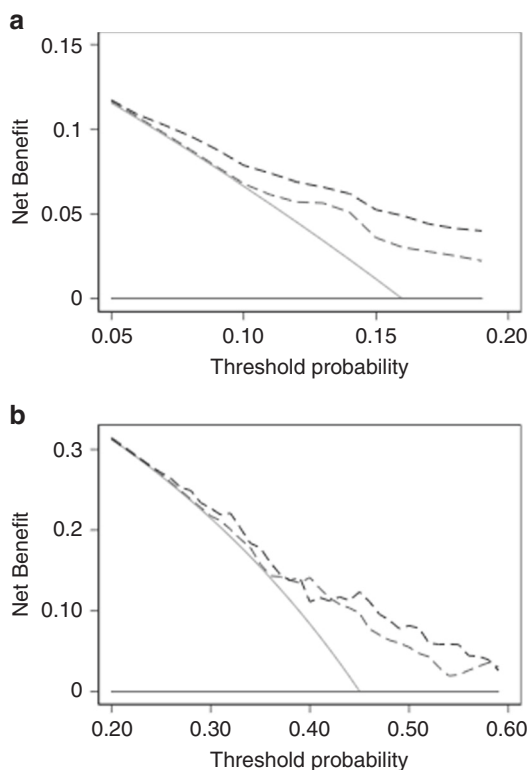 a
0.15
0.1
0.05
0
Net Benefit
0.05 0.10 0.15 0.20
Threshold probability
b
0.3
0.2
0.10
0
Net Benefit
0.20 0.30 0.40 0.50 0.60
Threshold probability